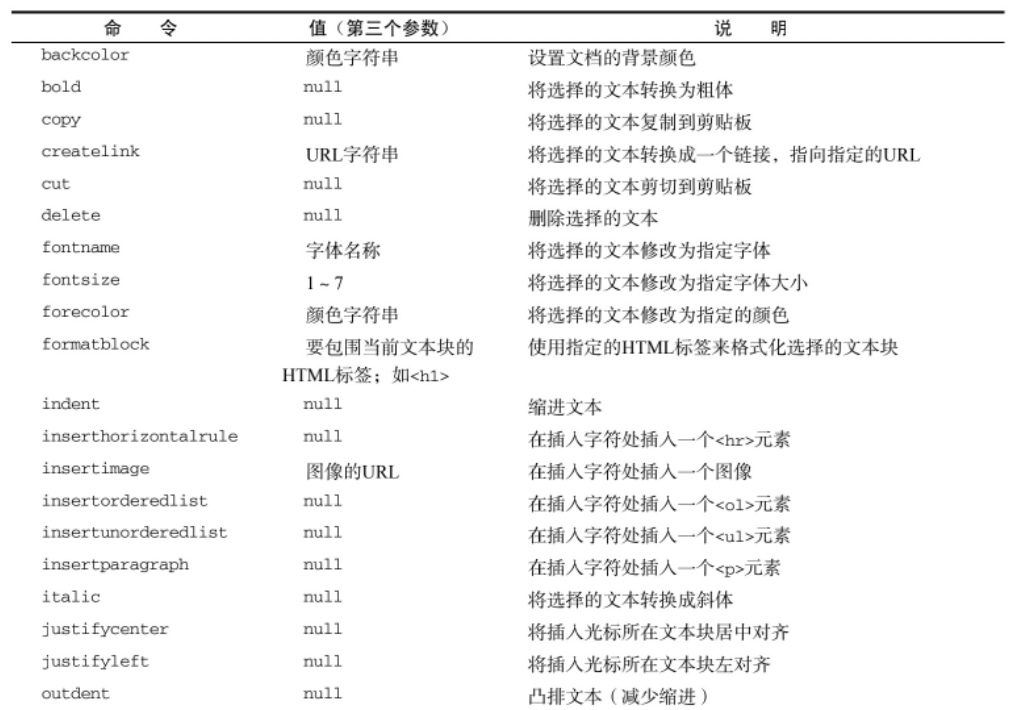 命 令 值（第三个参数） 说 明
backcolor 颜色字符串 设置文档的背景颜色
bold null 将选择的文本转换为粗体
copy null 将选择的文本复制到剪贴板
createlink URL字符串 将选择的文本转换成一个链接，指向指定的URL
cut null 将选择的文本剪切到剪贴板
delete null 删除选择的文本
fontname 字体名称 将选择的文本修改为指定字体
fontsize 1~7 将选择的文本修改为指定字体大小
forecolor 颜色字符串 将选择的文本修改为指定的颜色
formatblock 要包围当前文本块的 使用指定的HTML标签来格式化选择的文本块
HTML标签；如<h1>
indent null 缩进文本
inserthorizontalrule null 在插入字符处插入一个<hr>元素
insertimage 图像的URL 在插入字符处插入一个图像
insertorderedlist null 在插入字符处插入一个<ol>元素
insertunorderedlist null 在插入字符处插入一个<ul>元素
insertparagraph null 在插入字符处插入一个<p>元素
italic null 将选择的文本转换成斜体
justifycenter null 将插入光标所在文本块居中对齐
justifyleft null 将插入光标所在文本块左对齐
outdent null 凸排文本（减少缩进）